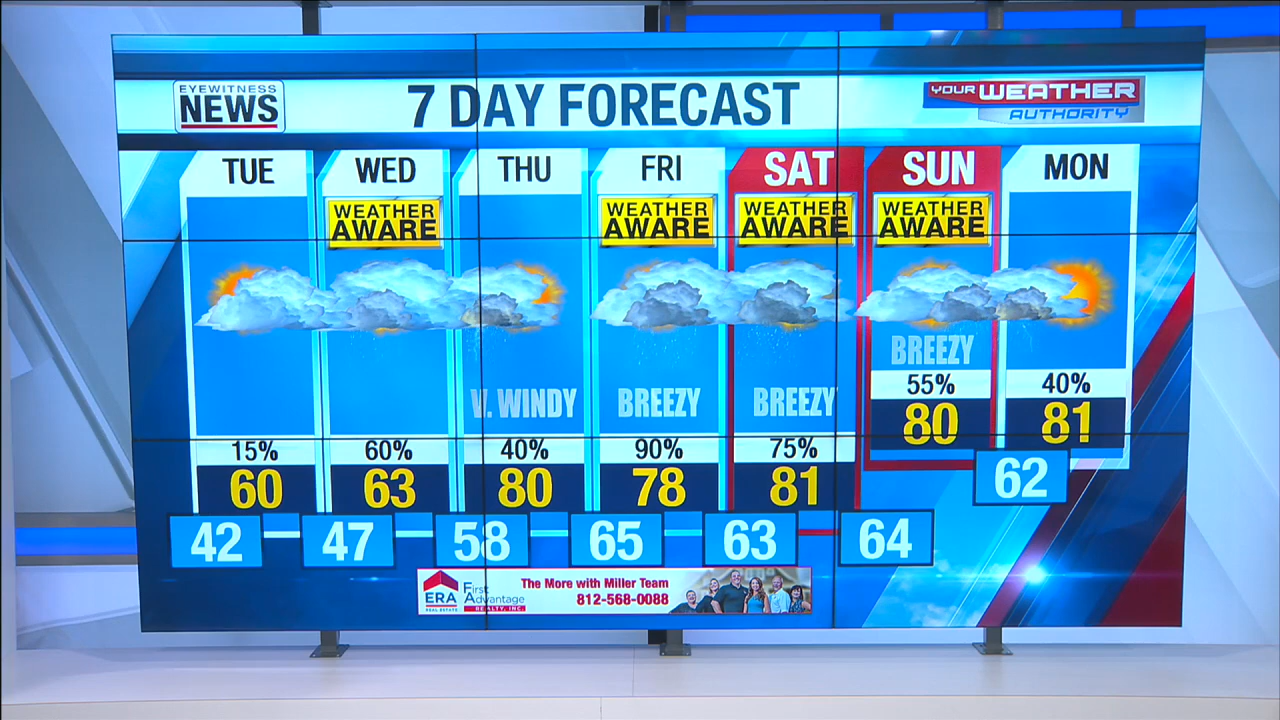 EYEWITNESS
NEWS
7 DAY FORECAST
YOUR WEATHER
AUTHORITY
TUE
WED
THU
FRI
SAT
SUN
MON
WEATHER
AWARE
WEATHER
AWARE
WEATHER
AWARE
WEATHER
AWARE
V. WINDY
BREEZY
BREEZY
BREEZY
15%
60%
40%
90%
75%
55%
40%
60
63
80
78
81
80
81
42
47
58
65
63
64
62
ERA
REAL ESTATE
First
Advantage
REALTY, INC.
The More with Miller Team
812-568-0088